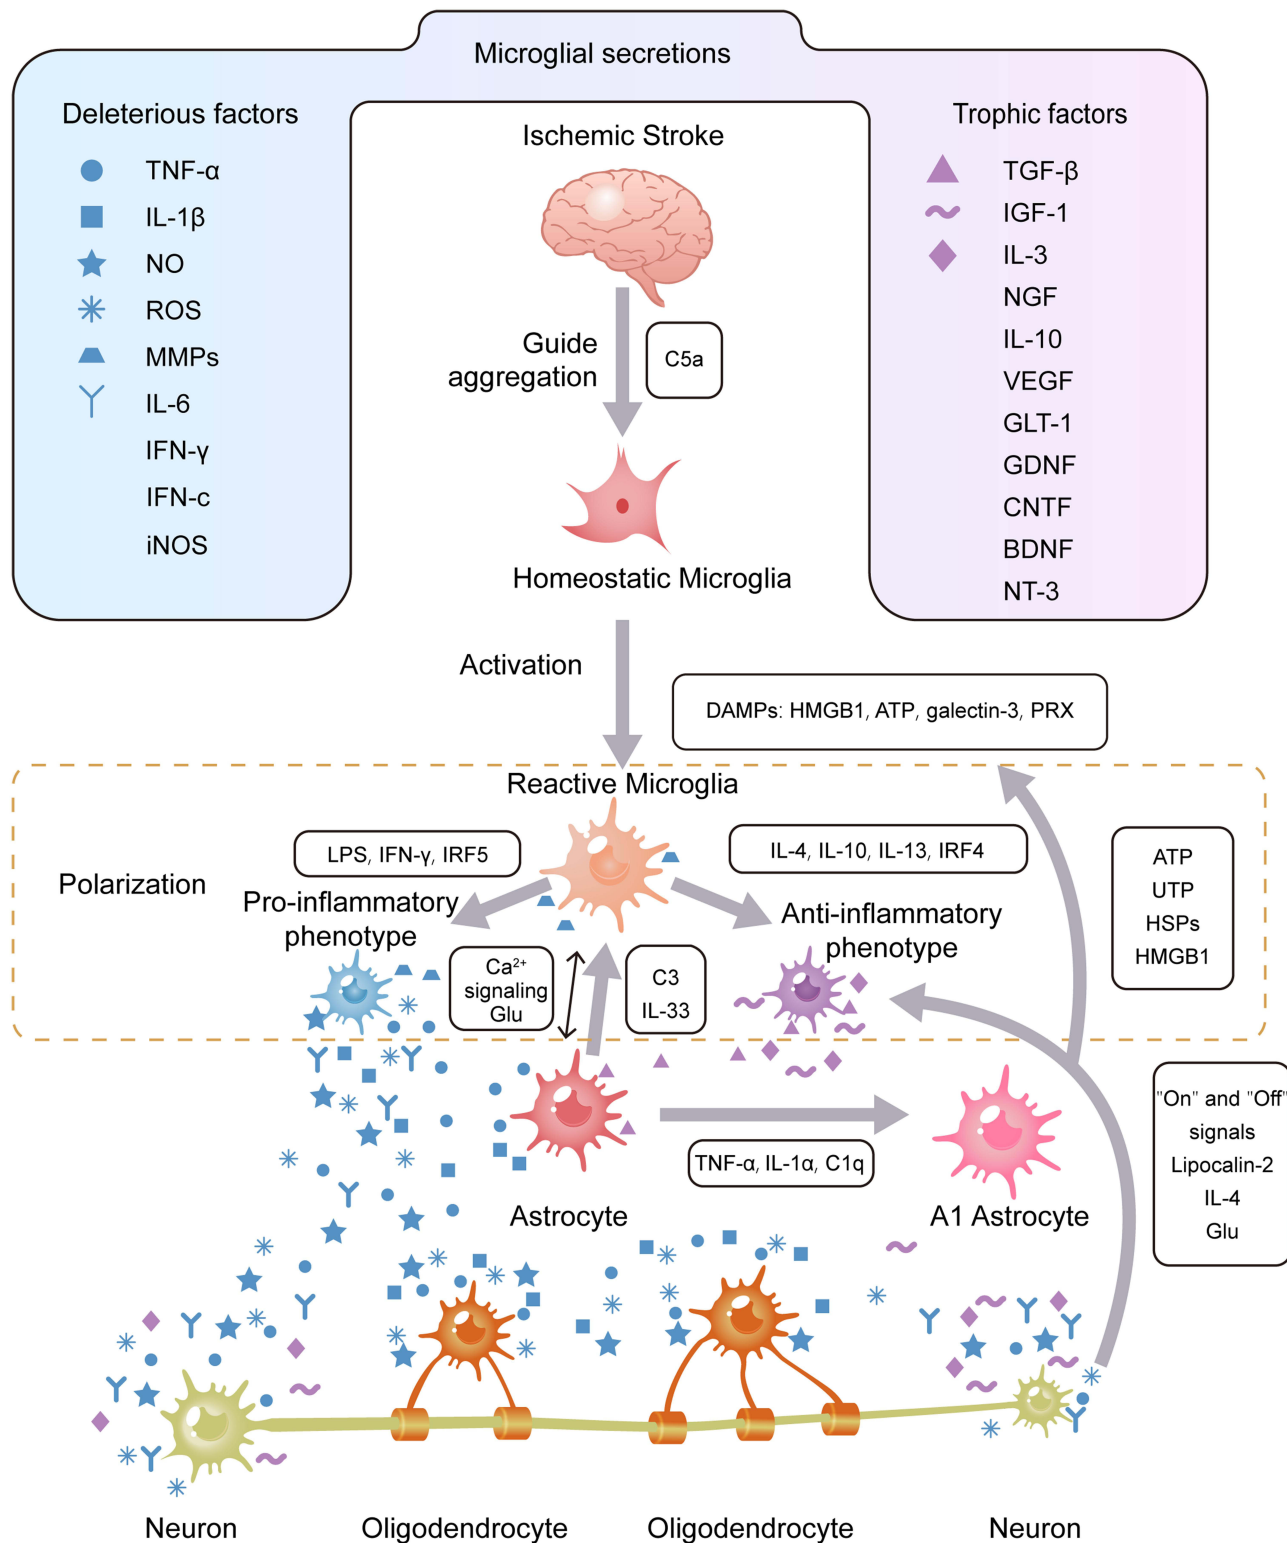 Microglial secretions
Deleterious factors
TNF-α
IL-1β
NO
ROS
MMPs
IL-6
IFN-γ
IFN-c
iNOS
Ischemic Stroke
Guide
aggregation
C5a
Homeostatic Microglia
Trophic factors
TGF-β
IGF-1
IL-3
NGF
IL-10
VEGF
GLT-1
GDNF
CNTF
BDNF
NT-3
Activation
DAMPs: HMGB1, ATP, galectin-3, PRX
Reactive Microglia
LPS, IFN-γ, IRF5
IL-4, IL-10, IL-13, IRF4
Polarization
Pro-inflammatory
phenotype
Anti-inflammatory
phenotype
ATP
UTP
HSPs
HMGB1
Ca²⁺
signaling
Glu
C3
IL-33
"On" and "Off"
signals
Lipocalin-2
IL-4
Glu
TNF-α, IL-1α, C1q
Astrocyte
A1 Astrocyte
Neuron
Oligodendrocyte
Oligodendrocyte
Neuron